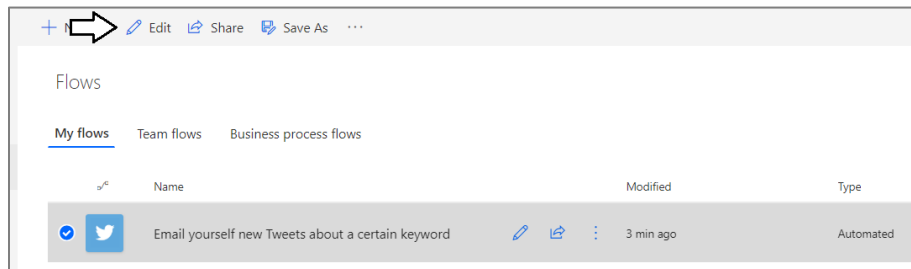 Edit Share Save As ...
Flows
My flows Team flows Business process flows
Name Modified Type
Email yourself new Tweets about a certain keyword 3 min ago Automated